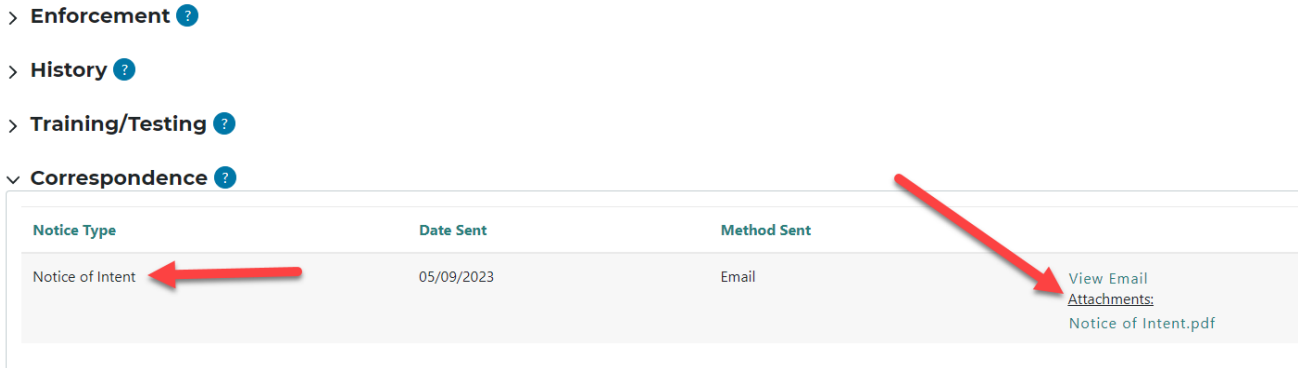 Enforcement ?
History ?
Training/Testing ?
Correspondence ?
Notice Type Date Sent Method Sent
Notice of Intent 05/09/2023 Email View Email
Attachments:
Notice of Intent.pdf